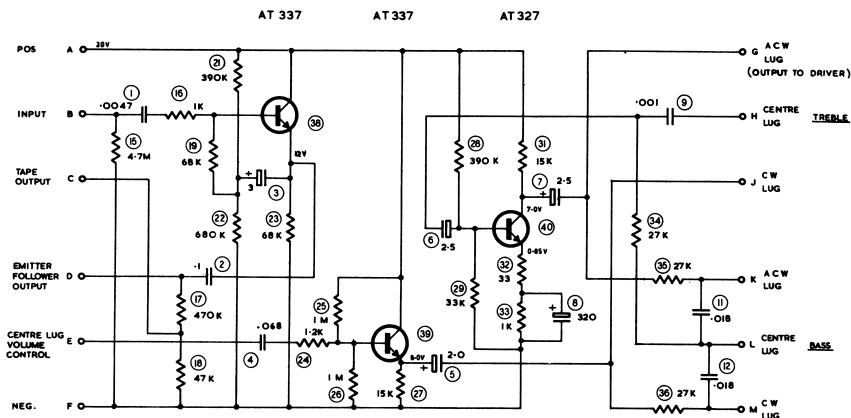 AT 337 AT 337 AT 327
POS A 20V
21
390K
G ACW LUG
(OUTPUT TO DRIVER)
INPUT B
1
.0047
16
1K
38
.001
9
H CENTRE LUG TREBLE
15
4.7M
19
68K
28
390 K
31
15K
12V
TAPE OUTPUT C
3
3
7
2.5
J CW LUG
7.0V
22
680K
23
68K
6
2.5
40
34
27K
0.85V
EMITTER FOLLOWER OUTPUT D
.1
2
32
33
35
27K
K ACW LUG
17
470K
25
1M
29
33K
33
1K
8
320
11
.018
1.2K
39
CENTRE LUG VOLUME CONTROL E
.068
4
24
L CENTRE LUG BASS
8.0V
2.0
5
12
.018
18
47K
1M
26
15K
27
36
27K
NEG. F
M CW LUG